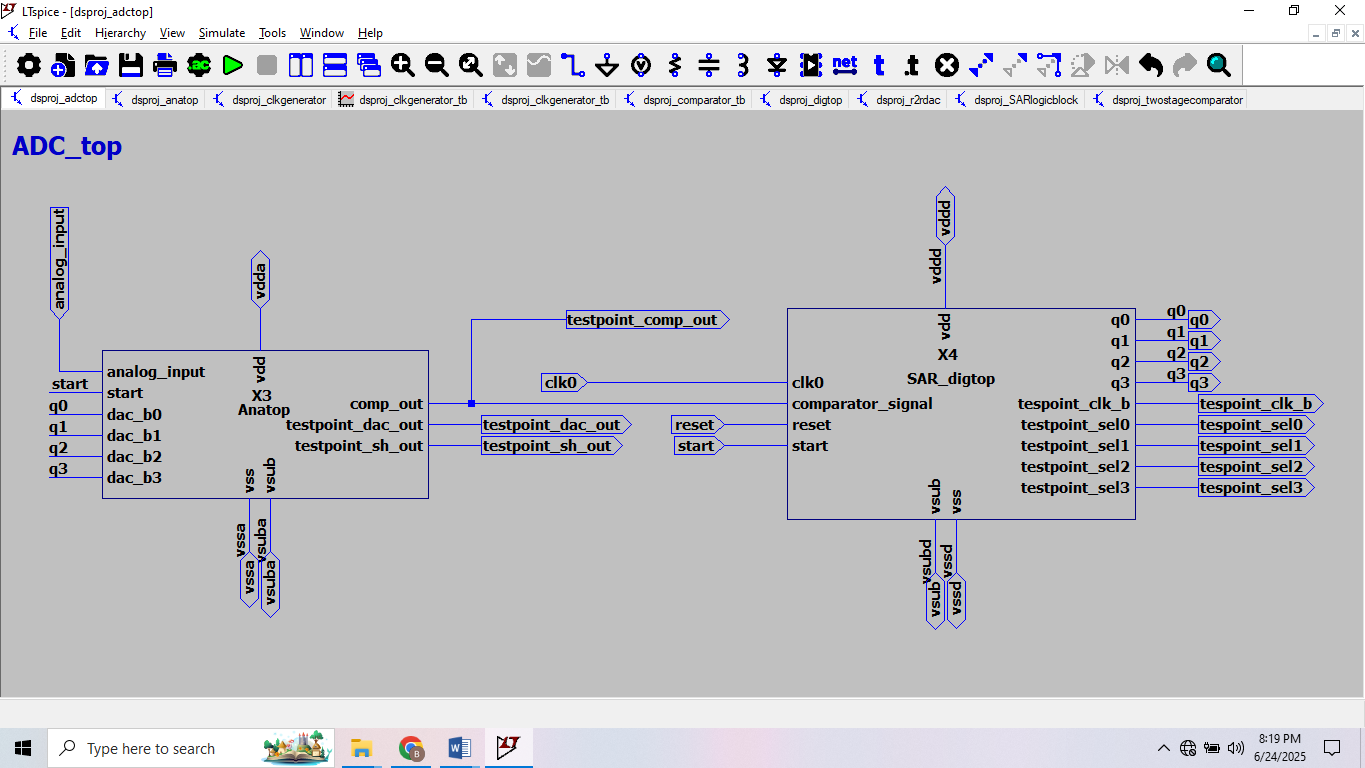 LTspice - [dsproj_adctop]
File Edit Hierarchy View Simulate Tools Window Help
.ac net t .t
dsproj_adctop dsproj_anatop dsproj_clkgenerator dsproj_clkgenerator_tb dsproj_clkgenerator_tb dsproj_comparator_tb dsproj_digtop dsproj_r2rdac dsproj_SARlogicblock dsproj_twostagecomparator
ADC_top
analog_input
vdda
vdd
X3
Anatop
analog_input
start
start
q0
dac_b0
q1
dac_b1
q2
dac_b2
q3
dac_b3
comp_out
testpoint_dac_out
testpoint_sh_out
vss
vsub
vssa
vsuba
vssa
vsuba
testpoint_comp_out
testpoint_dac_out
testpoint_sh_out
clk0
reset
start
vddd
vddd
vdd
X4
SAR_digtop
clk0
comparator_signal
reset
start
q0
q1
q2
q3
tespoint_clk_b
testpoint_sel0
testpoint_sel1
testpoint_sel2
testpoint_sel3
q0
q0
q1
q1
q2
q2
q3
q3
tespoint_clk_b
tespoint_sel0
tespoint_sel1
tespoint_sel2
tespoint_sel3
vsub
vss
vsubd
vssd
vsub
vssd
Type here to search
8:19 PM
6/24/2025